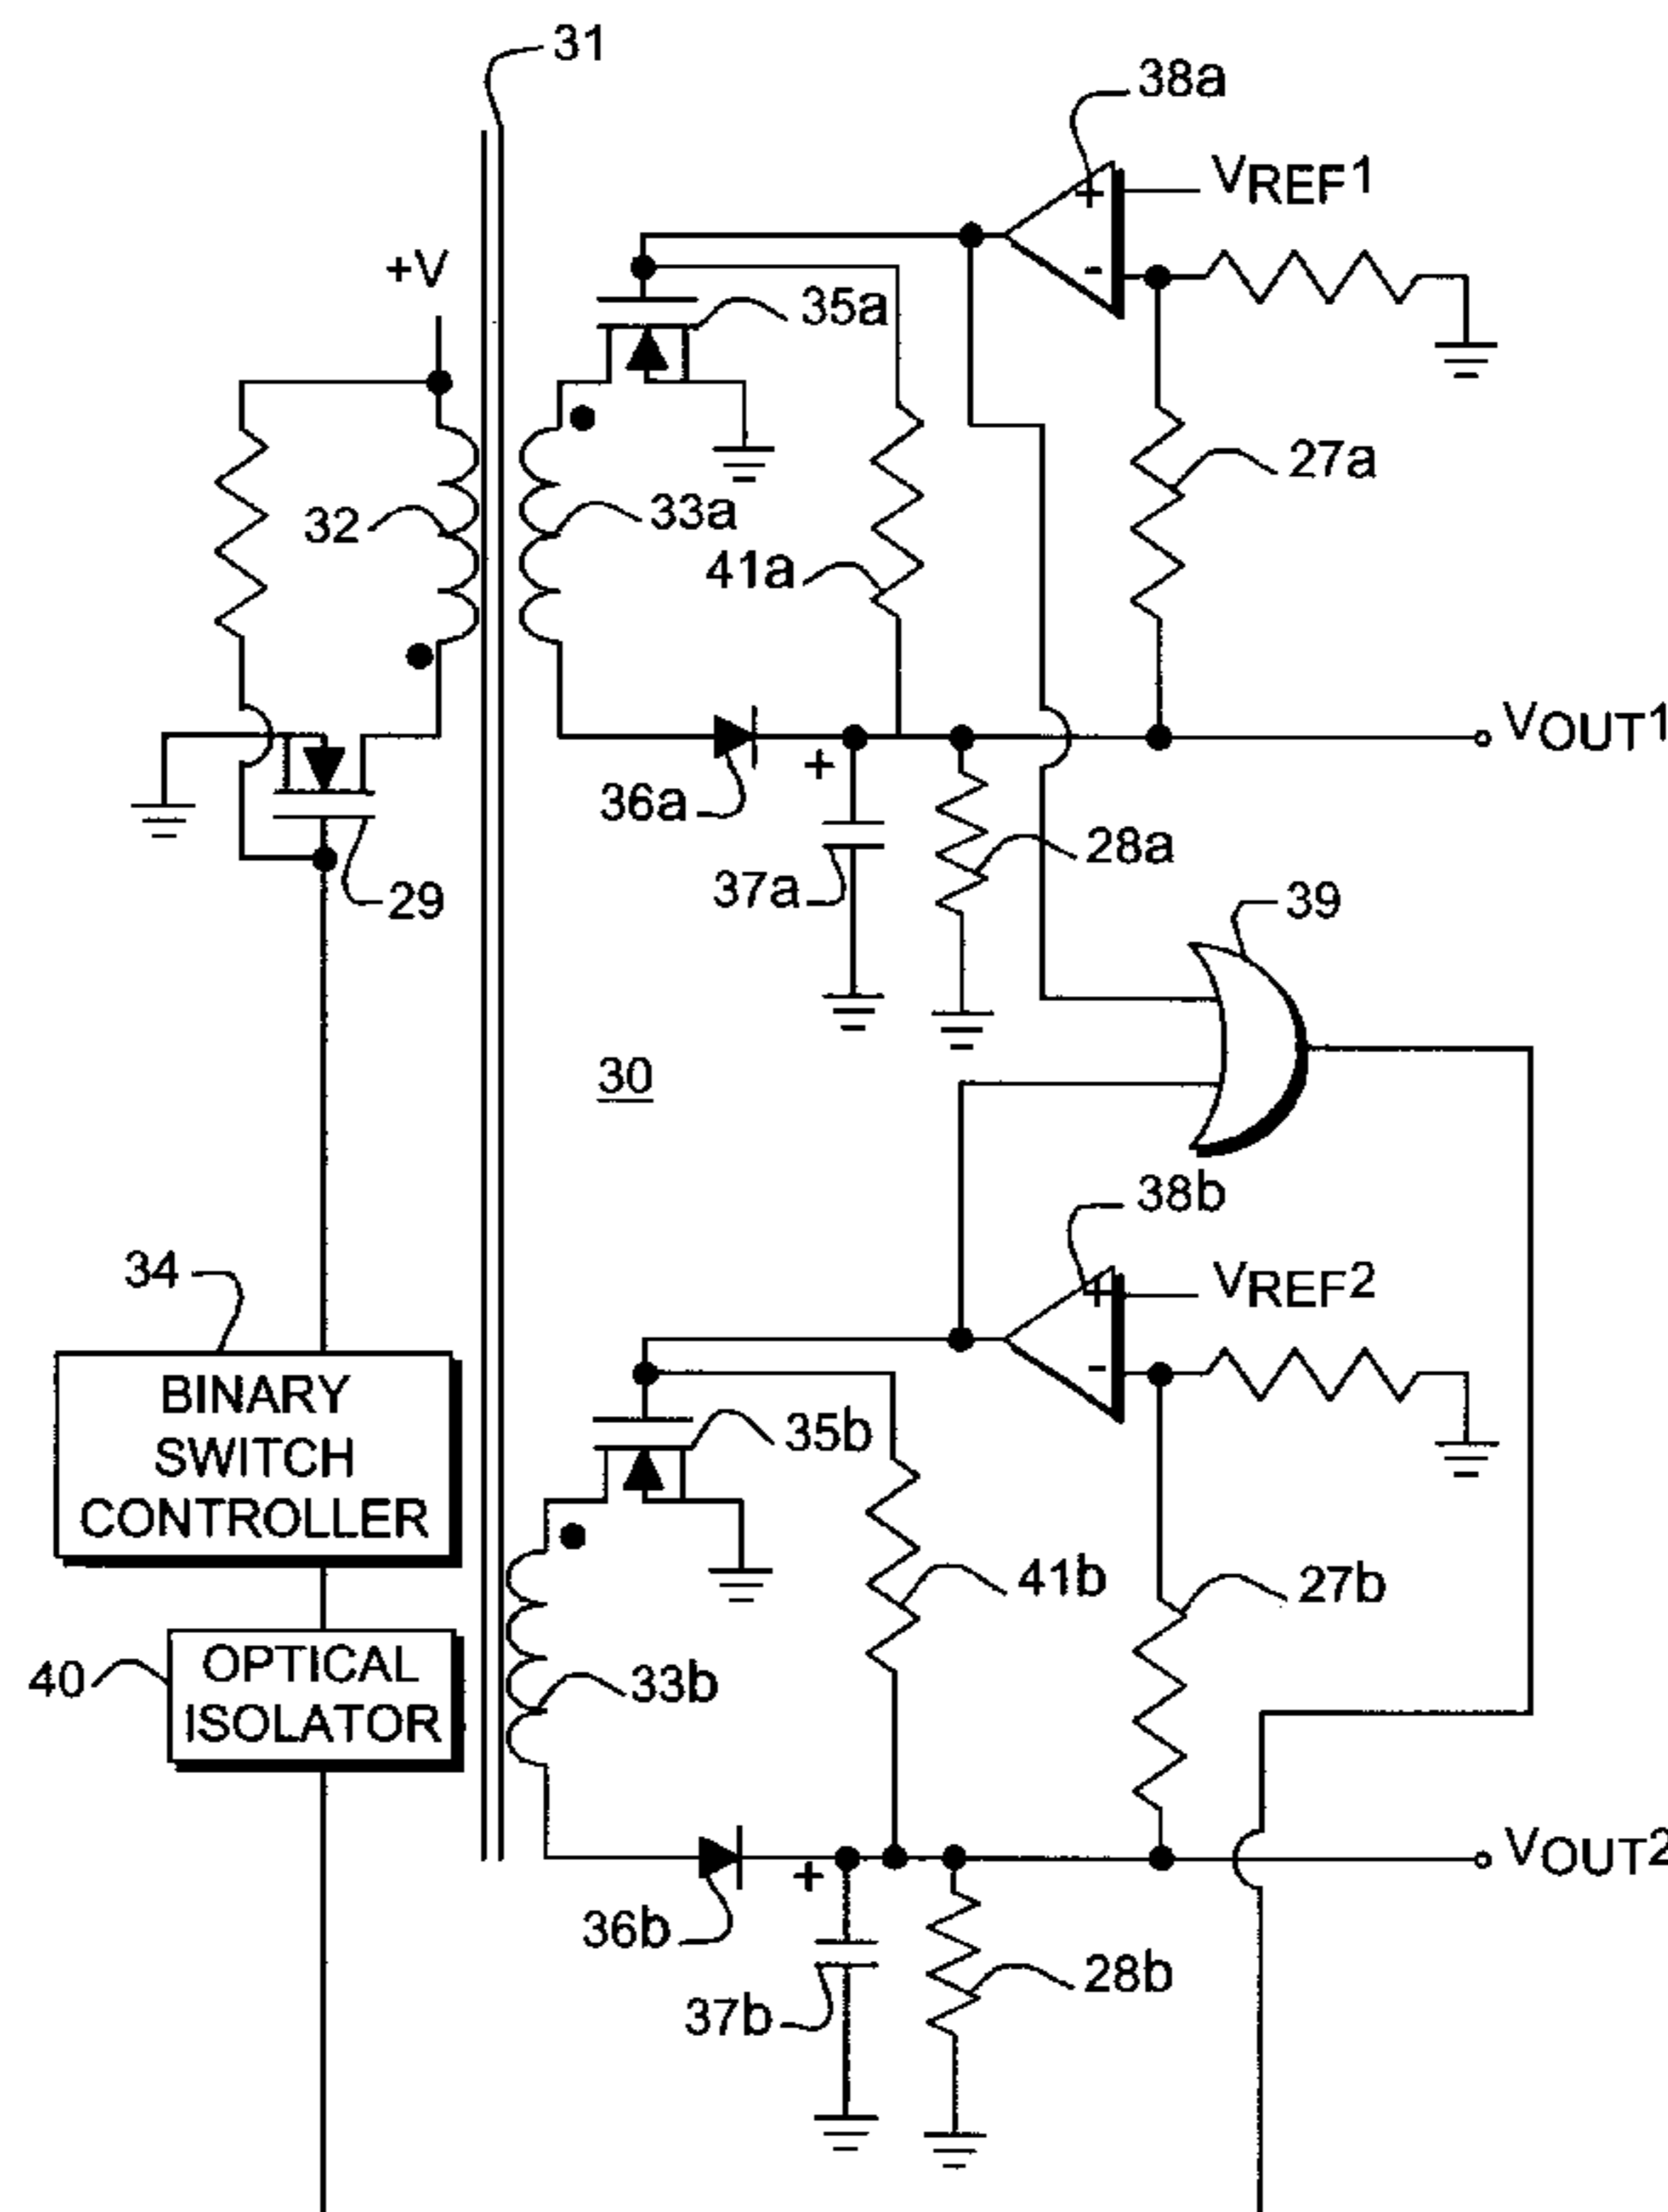 31
38a
+
VREF1
-
+V
35a
27a
32
33a
41a
VOUT1
+
36a
28a
37a
29
39
30
38b
34
+
VREF2
-
BINARY
SWITCH
CONTROLLER
35b
41b
27b
40
OPTICAL
ISOLATOR
33b
VOUT2
+
36b
28b
37b